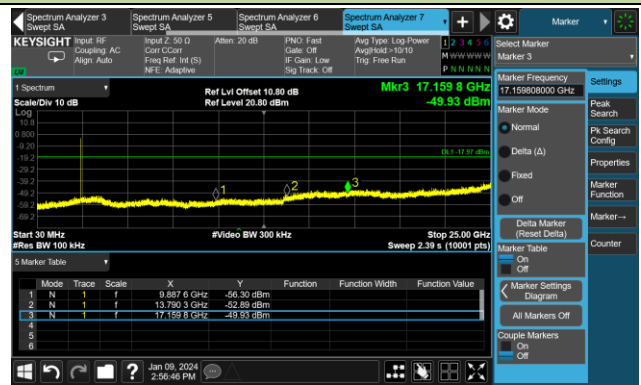 Spectrum Analyzer 3
Swept SA
Spectrum Analyzer 5
Swept SA
Spectrum Analyzer 6
Swept SA
Spectrum Analyzer 7
Swept SA
Marker
KEYSIGHT
Input: RF
Coupling: AC
Align: Auto
Input Z: 50 Ω
Corr CCorr
Freq Ref: Int (S)
NFE: Adaptive
Atten: 20 dB
PNO: Fast
Gate: Off
IF Gain: Low
Sig Track: Off
Avg Type: Log-Power
Avg|Hold:>10/10
Trig: Free Run
1 2 3 4 5 6
M W W W W W
P N N N N N
Select Marker
Marker 3
1 Spectrum
Scale/Div 10 dB
Log
Ref Lvl Offset 10.80 dB
Ref Level 20.80 dBm
Mkr3 17.159 8 GHz
-49.93 dBm
10.8
0.800
-9.20
-19.2
-29.2
-39.2
-49.2
-59.2
-69.2
DL1 -17.97 dBm
1
2
3
Start 30 MHz
#Res BW 100 kHz
#Video BW 300 kHz
Stop 25.00 GHz
Sweep 2.39 s (10001 pts)
5 Marker Table
Mode Trace Scale X Y Function Function Width Function Value
1 N 1 f 9.887 6 GHz -56.30 dBm
2 N 1 f 13.790 3 GHz -52.89 dBm
3 N 1 f 17.159 8 GHz -49.93 dBm
4
5
6
Marker Frequency
17.159808000 GHz
Marker Mode
Normal
Delta (Δ)
Fixed
Off
Delta Marker
(Reset Delta)
Marker Table
On
Off
Marker Settings
Diagram
All Markers Off
Couple Markers
On
Off
Settings
Peak
Search
Pk Search
Config
Properties
Marker
Function
Marker→
Counter
?
Jan 09, 2024
2:56:46 PM